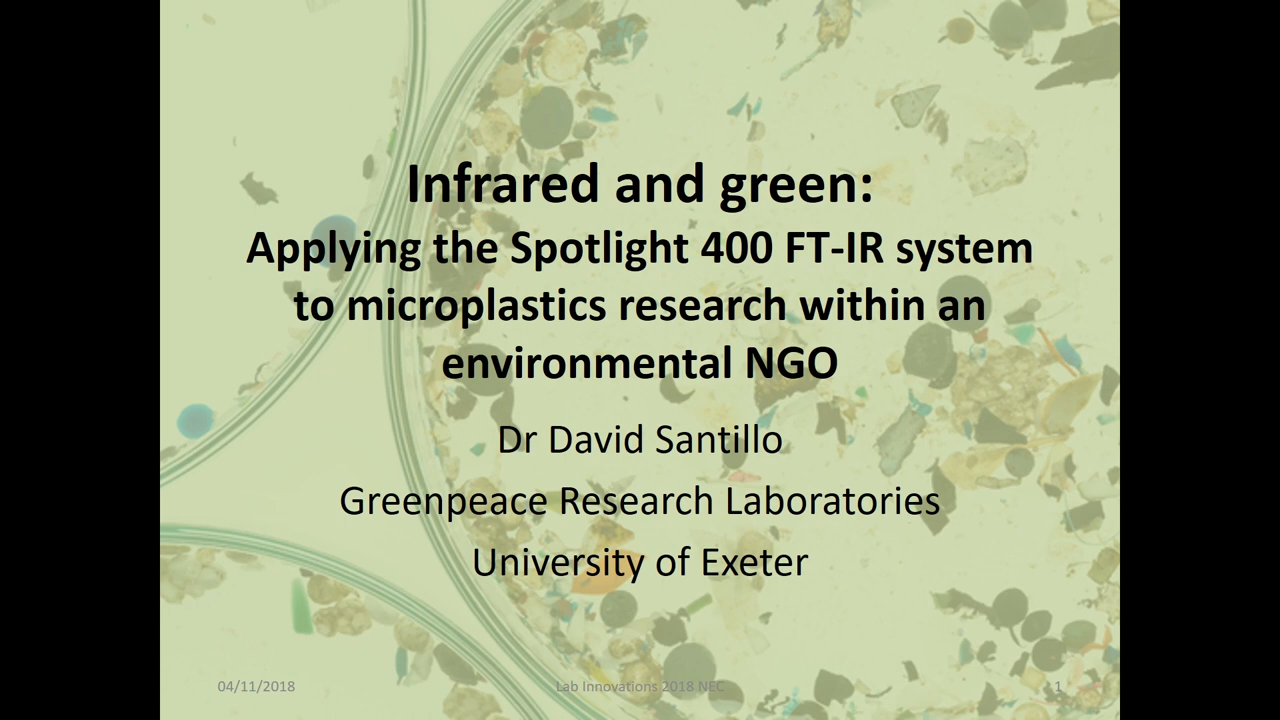 Infrared and green:
Applying the Spotlight 400 FT-IR system
to microplastics research within an
environmental NGO
Dr David Santillo
Greenpeace Research Laboratories
University of Exeter
04/11/2018
Lab Innovations 2018 NEC
1